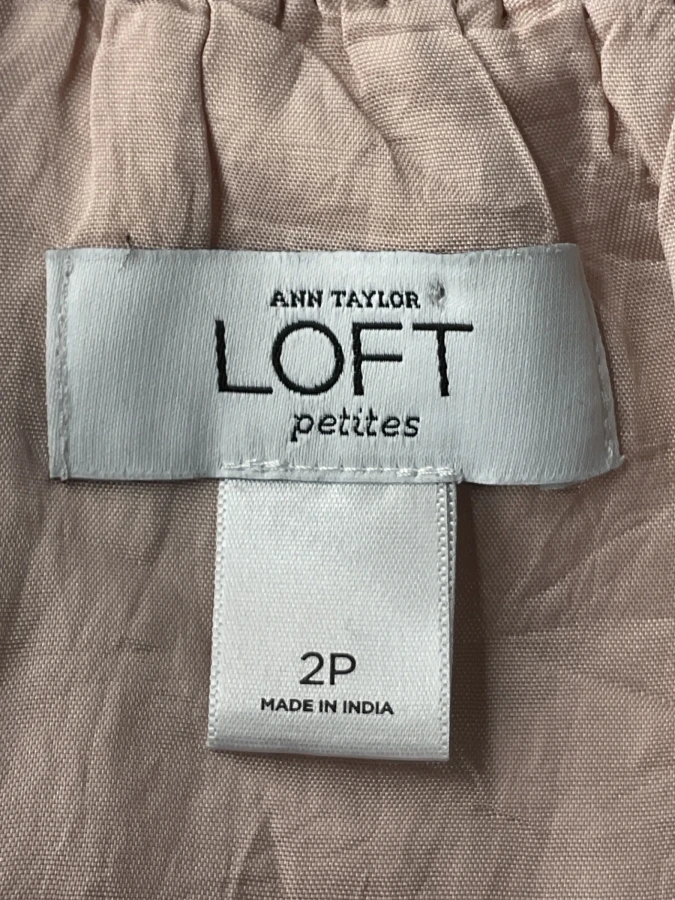 ANN TAYLOR
LOFT
petites
2P
MADE IN INDIA